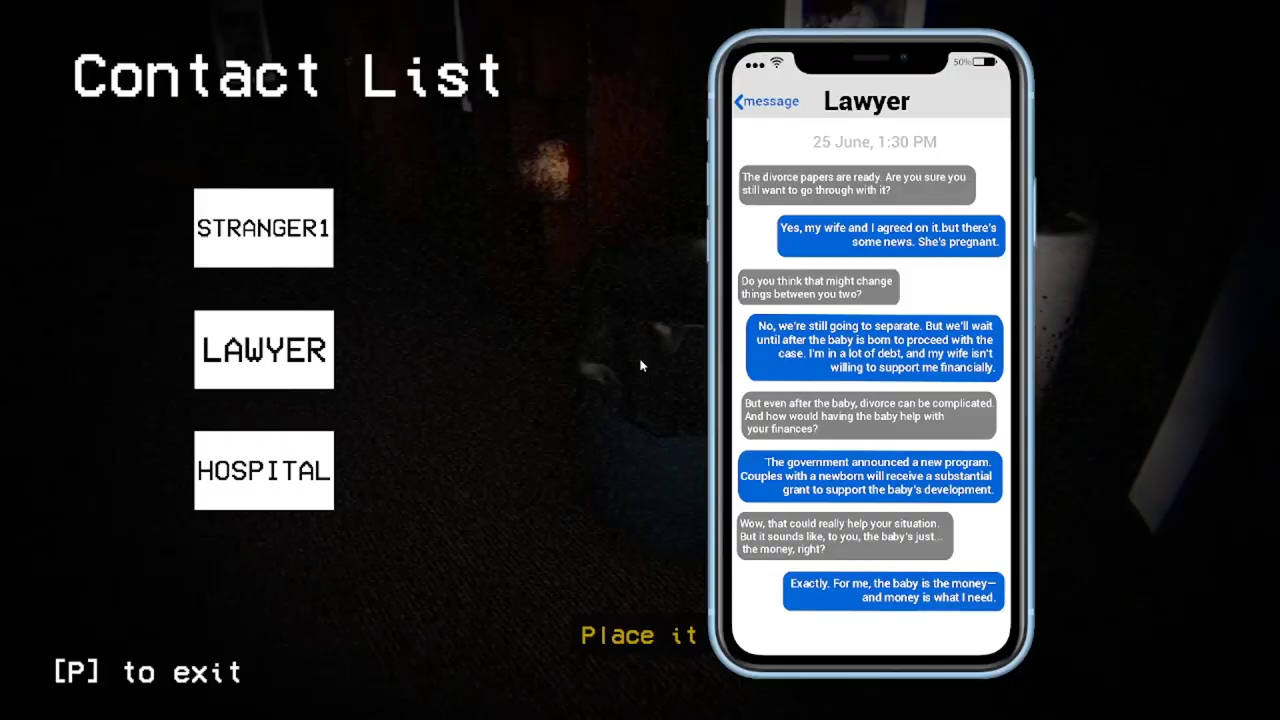 Contact List
STRANGER1
LAWYER
HOSPITAL
[P] to exit
Place it
50%
message
Lawyer
25 June, 1:30 PM
The divorce papers are ready. Are you sure you
still want to go through with it?
Yes, my wife and I agreed on it.but there's
some news. She's pregnant.
Do you think that might change
things between you two?
No, we're still going to separate. But we'll wait
until after the baby is born to proceed with the
case. I'm in a lot of debt, and my wife isn't
willing to support me financially.
But even after the baby, divorce can be complicated.
And how would having the baby help with
your finances?
The government announced a new program.
Couples with a newborn will receive a substantial
grant to support the baby's development.
Wow, that could really help your situation.
But it sounds like, to you, the baby's just...
the money, right?
Exactly. For me, the baby is the money—
and money is what I need.